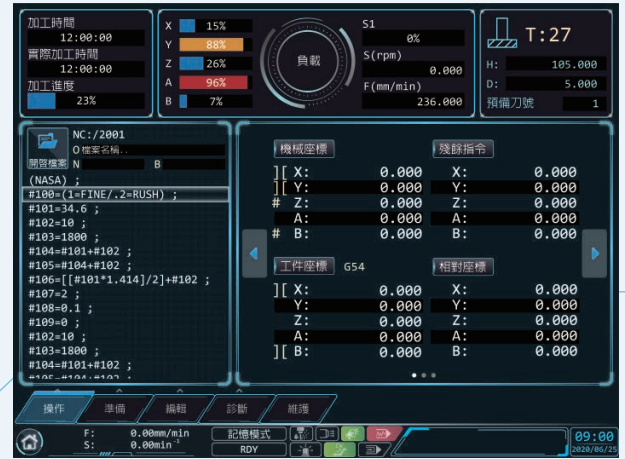 加工時間
12:00:00
實際加工時間
12:00:00
加工進度
23%
X 15%
Y 88%
Z 26%
A 96%
B 7%
負載
S1
0%
S(rpm)
0.000
F(mm/min)
236.000
T:27
H: 105.000
D: 5.000
預備刀號 1
NC:/2001
O檔案名稱..
開啓檔案 N B
(NASA) ;
#100=(1=FINE/.2=RUSH) ;
#101=34.6 ;
#102=10 ;
#103=1800 ;
#104=#101+#102 ;
#105=#104+#102 ;
#106=[[#101*1.414]/2]+#102 ;
#107=2 ;
#108=0.1 ;
#109=0 ;
#102=10 ;
#103=1800 ;
#104=#101+#102 ;
#105=#104+#102 ;
機械座標
][ X: 0.000
][ Y: 0.000
# Z: 0.000
A: 0.000
# B: 0.000
殘餘指令
X: 0.000
Y: 0.000
Z: 0.000
A: 0.000
B: 0.000
工件座標 G54
][ X: 0.000
Y: 0.000
Z: 0.000
A: 0.000
][ B: 0.000
相對座標
X: 0.000
Y: 0.000
Z: 0.000
A: 0.000
B: 0.000
操作 準備 編輯 診斷 維護
F: 0.00mm/min
S: 0.00min⁻¹
記憶模式
RDY
09:00
2020/06/25